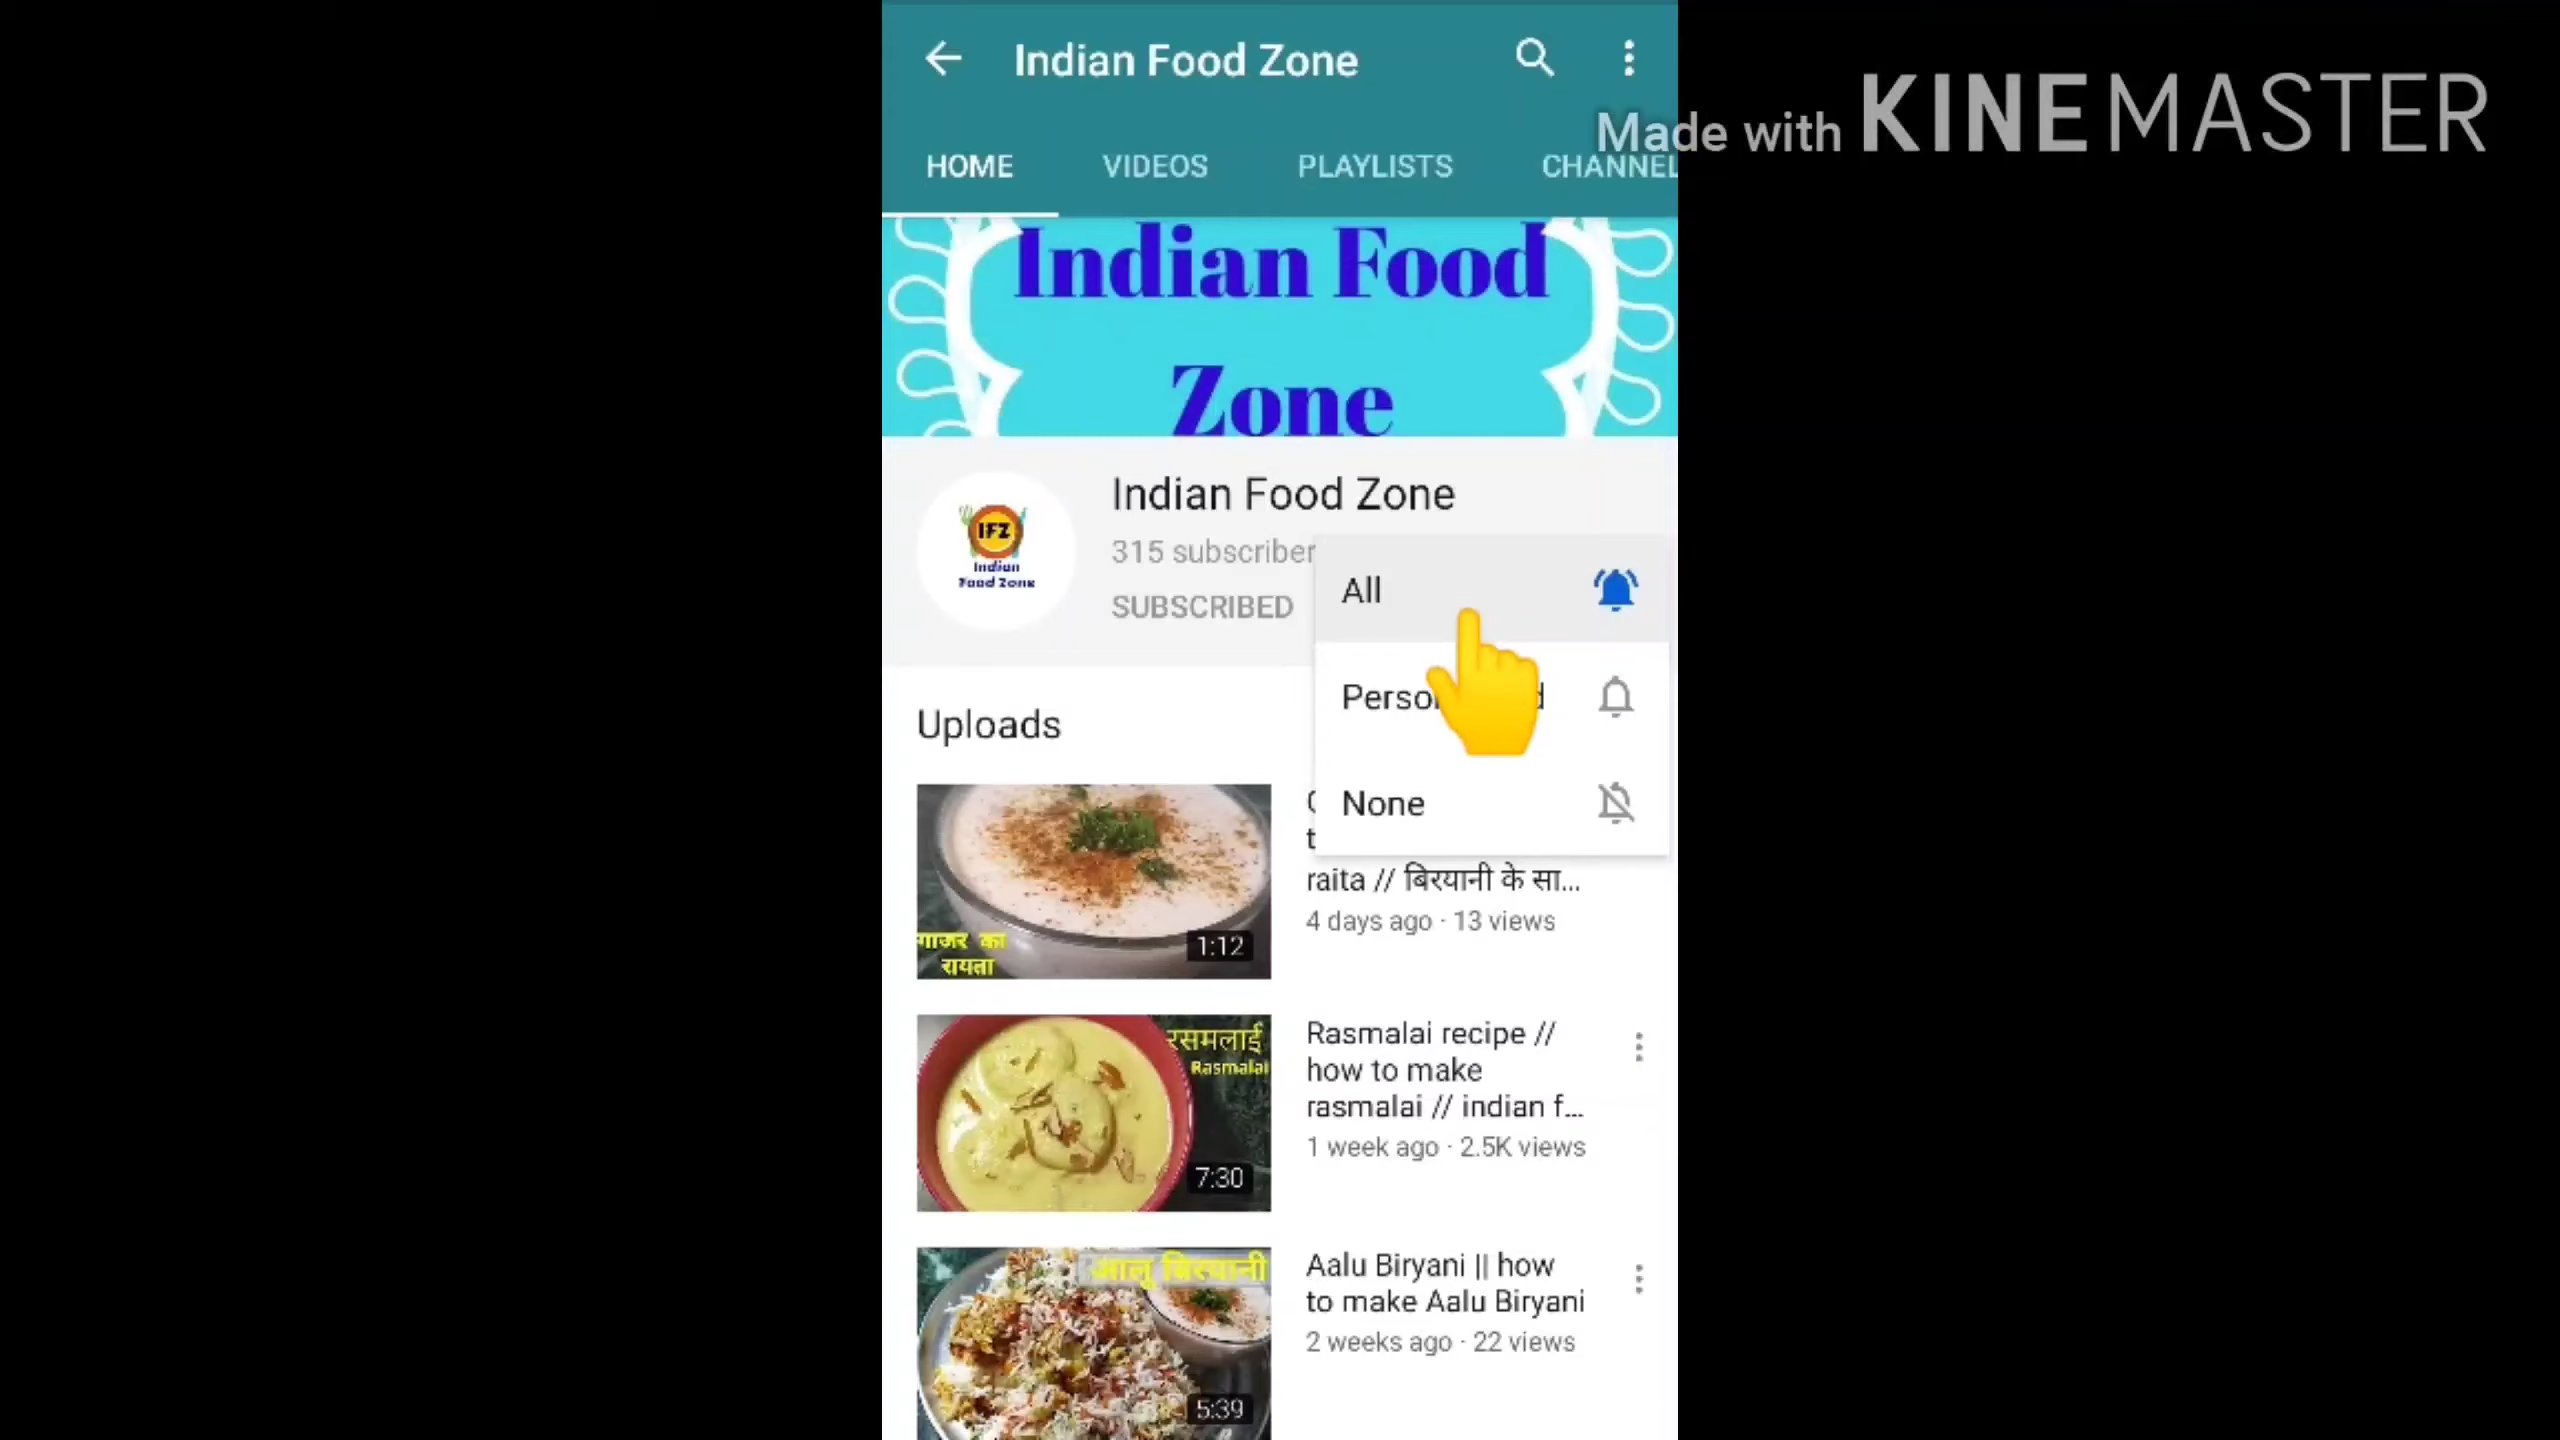 Indian Food Zone
Made with KINEMASTER
HOME VIDEOS PLAYLISTS CHANNEL
Indian Food
Zone
IFZ
Indian
Food Zone
Indian Food Zone
315 subscriber
SUBSCRIBED
All
None
Uploads
गाजर का
रायता
1:12
raita // बिरयानी के सा...
4 days ago · 13 views
रसमलाई
Rasmalai
7:30
Rasmalai recipe //
how to make
rasmalai // indian f...
1 week ago · 2.5K views
आलू बिरयानी
5:39
Aalu Biryani || how
to make Aalu Biryani
2 weeks ago · 22 views